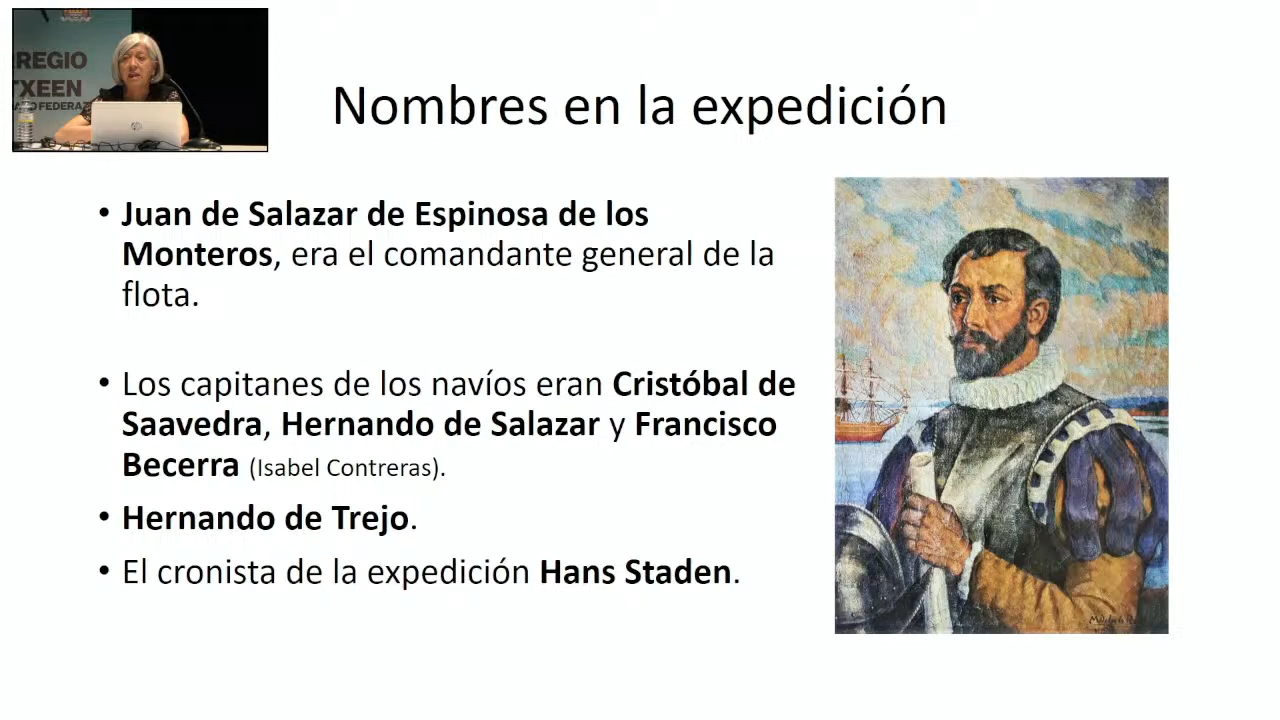 RREGIO
TXEEN
Nombres en la expedición
• Juan de Salazar de Espinosa de los
Monteros, era el comandante general de la
flota.
• Los capitanes de los navíos eran Cristóbal de
Saavedra, Hernando de Salazar y Francisco
Becerra (Isabel Contreras).
• Hernando de Trejo.
• El cronista de la expedición Hans Staden.